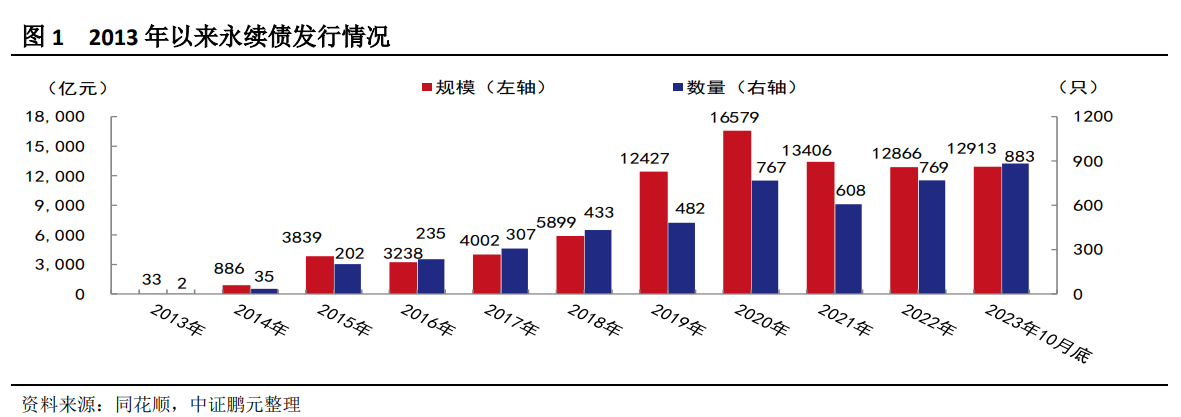 图 1 2013 年以来永续债发行情况
（亿元） 规模（左轴） 数量（右轴） （只）
18,000 16579 1200
15,000 12427 13406 12866 12913
12,000 767 769 883 900
9,000 5899 433 482 608 600
6,000 3839 202 3238 235 4002 307
3,000 33 2 886 35 300
0 0
2013年 2014年 2015年 2016年 2017年 2018年 2019年 2020年 2021年 2022年 2023年10月底
资料来源：同花顺，中证鹏元整理